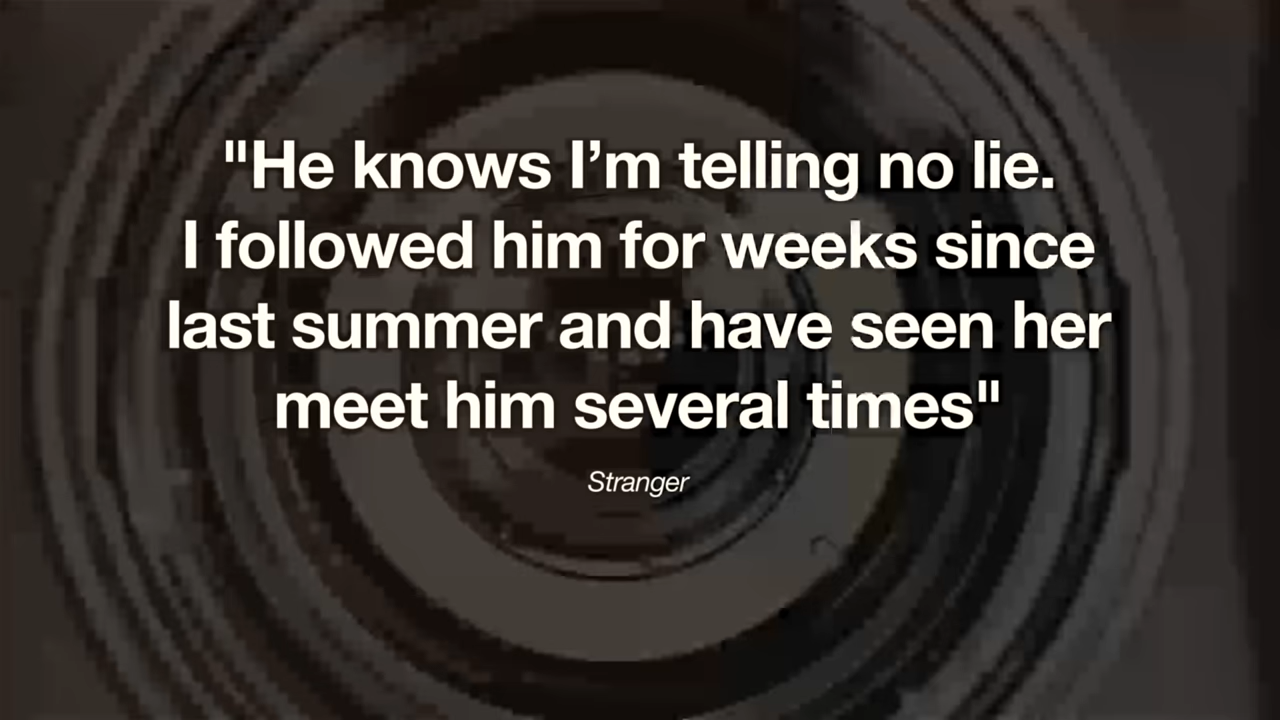 "He knows I’m telling no lie.
I followed him for weeks since
last summer and have seen her
meet him several times"
Stranger